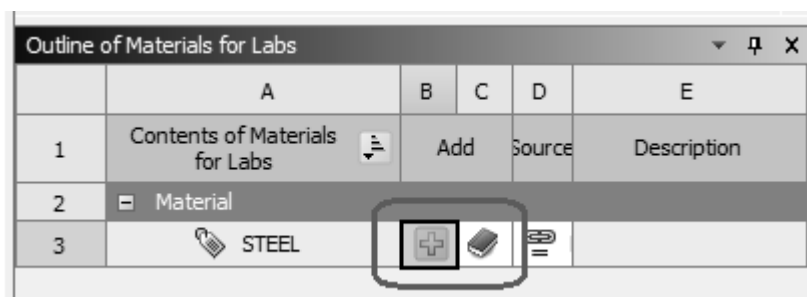 Outline of Materials for Labs
A B C D E
1 Contents of Materials for Labs Add Source Description
2 Material
3 STEEL